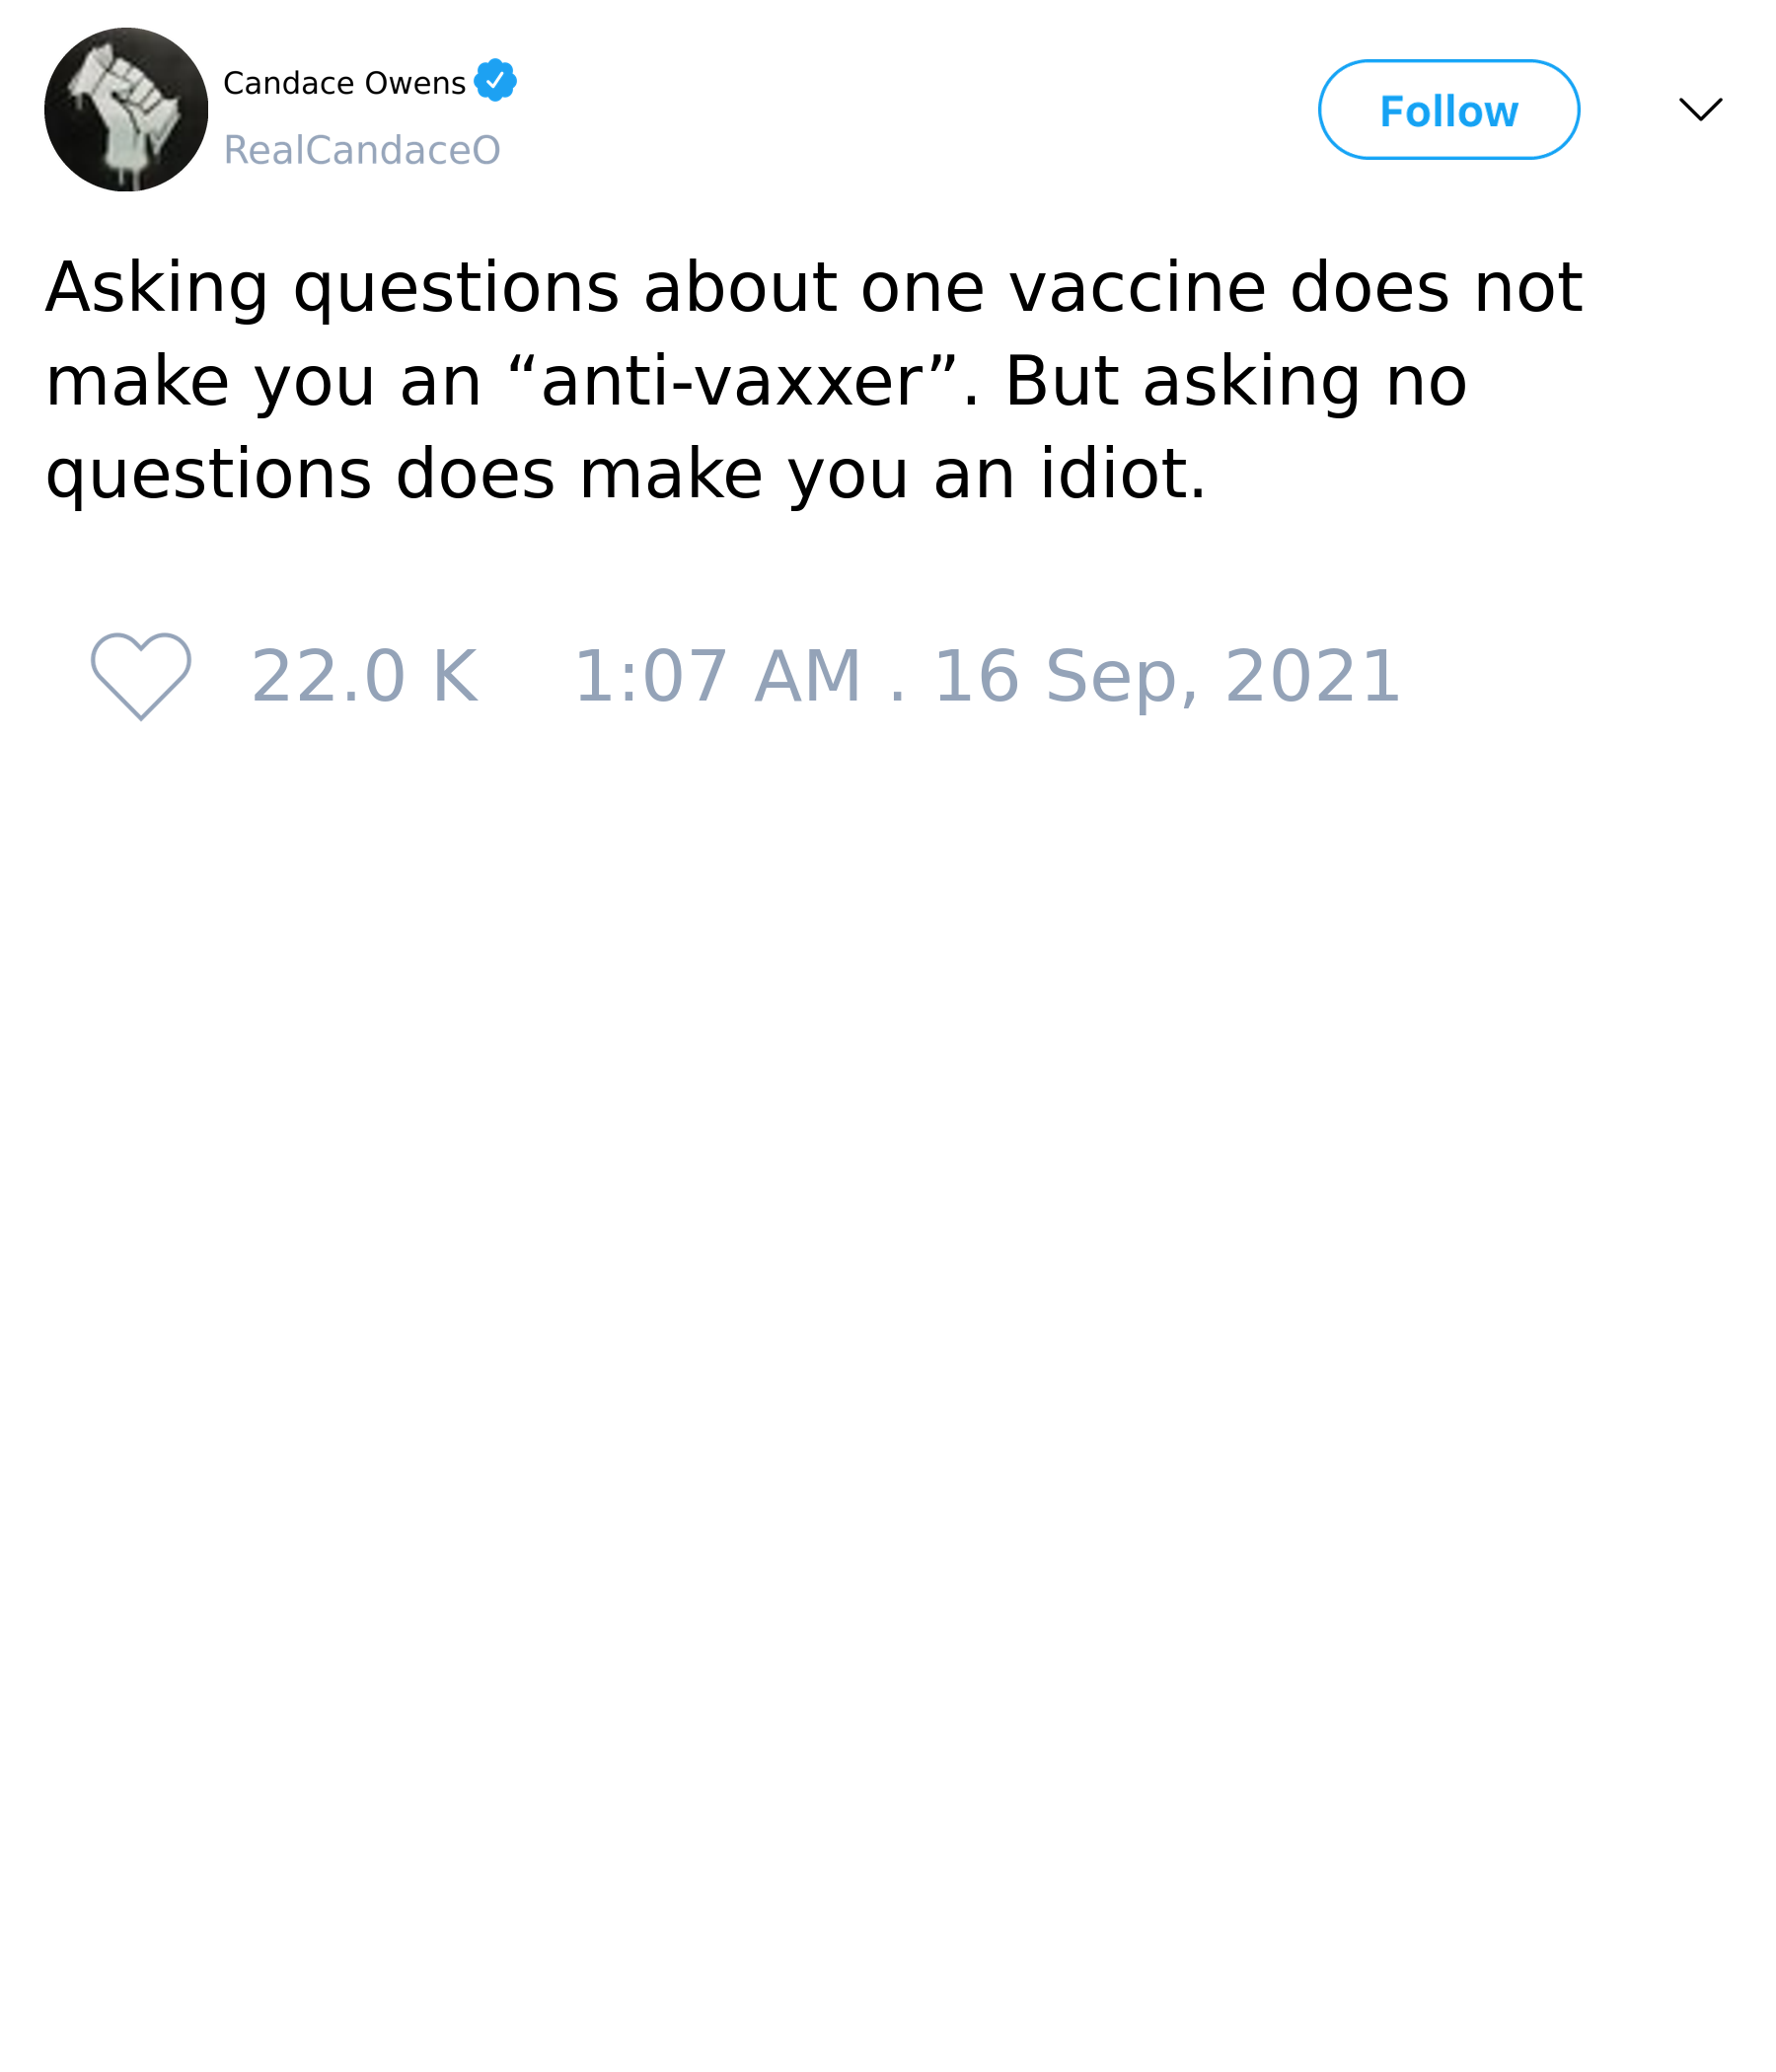 Candace Owens
RealCandaceO
Follow
Asking questions about one vaccine does not
make you an “anti-vaxxer”. But asking no
questions does make you an idiot.
22.0 K 1:07 AM . 16 Sep, 2021